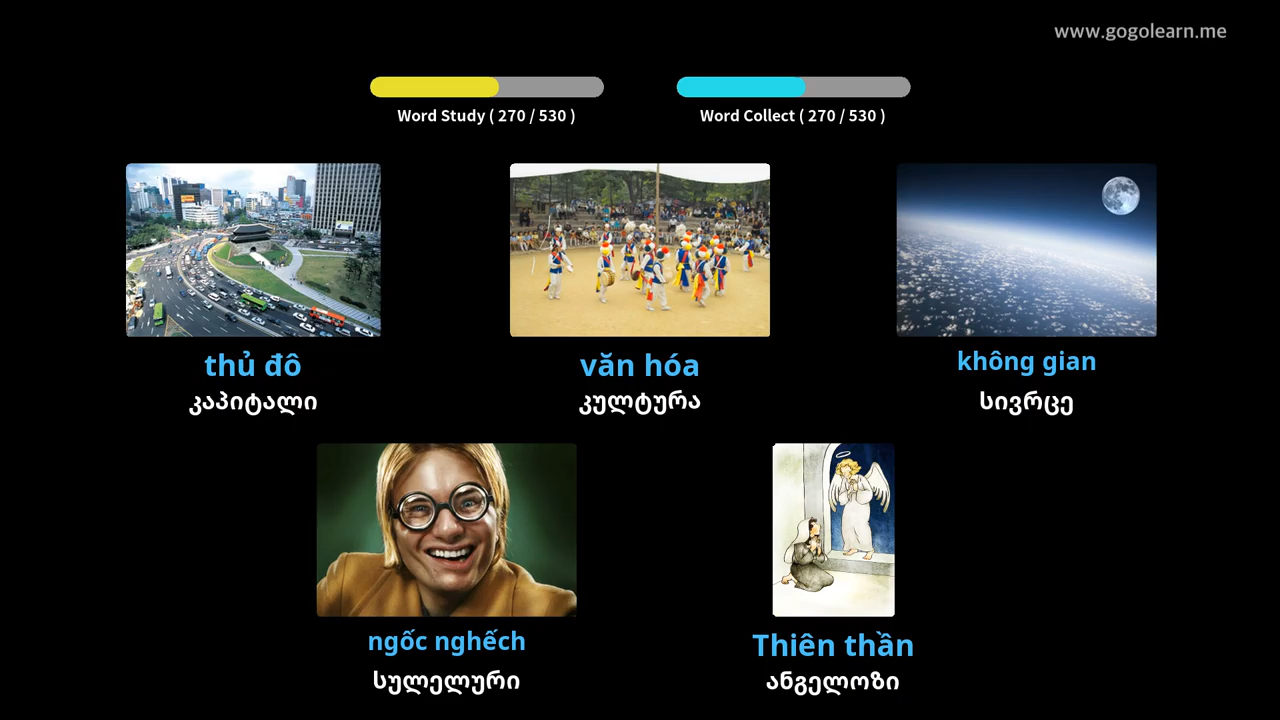 www.gogolearn.me
Word Study ( 270 / 530 )
Word Collect ( 270 / 530 )
thủ đô
კაპიტალი
văn hóa
კულტურა
không gian
სივრცე
ngốc nghếch
სულელური
Thiên thần
ანგელოზი